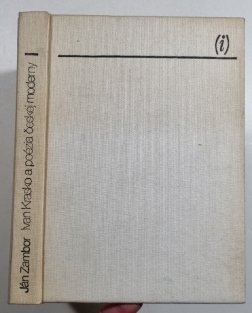 Ján Zambor Ivan Krasko a poézia českej moderny
(i)